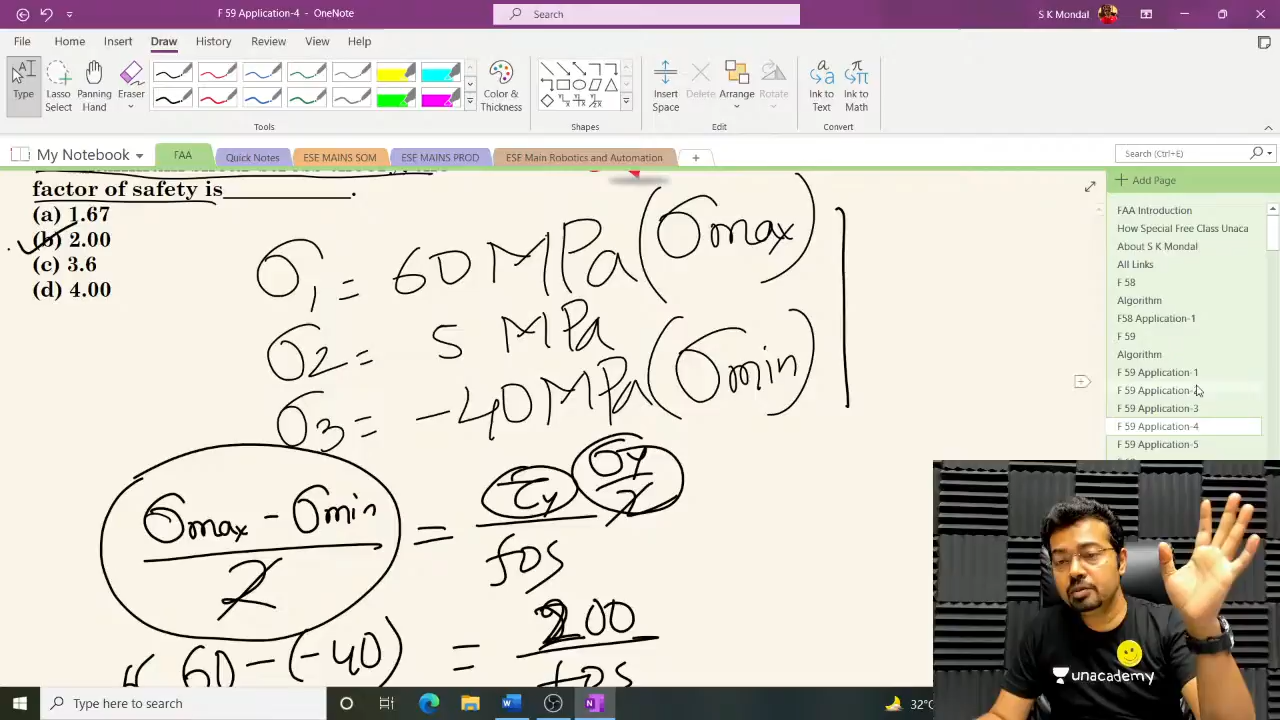 F 59 Application-4 - OneNote
Search
S K Mondal
File Home Insert Draw History Review View Help
Type
Lasso Select
Panning Hand
Eraser
Color & Thickness
Insert Space
Delete
Arrange
Rotate
Ink to Text
Ink to Math
Tools
Shapes
Edit
Convert
My Notebook
FAA
Quick Notes
ESE MAINS SOM
ESE MAINS PROD
ESE Main Robotics and Automation
Search (Ctrl+E)
factor of safety is____________.
(a) 1.67
(b) 2.00
(c) 3.6
(d) 4.00
σ1 = 60 MPa (σmax)
σ2 = 5 MPa
σ3 = -40 MPa (σmin)
(σmax - σmin)/2 = τy/fos σy/2
60-(-40) = 200/fos
Add Page
FAA Introduction
How Special Free Class Unaca
About S K Mondal
All Links
F 58
Algorithm
F58 Application-1
F 59
Algorithm
F 59 Application-1
F 59 Application-2
F 59 Application-3
F 59 Application-4
F 59 Application-5
unacademy
Type here to search
32°C